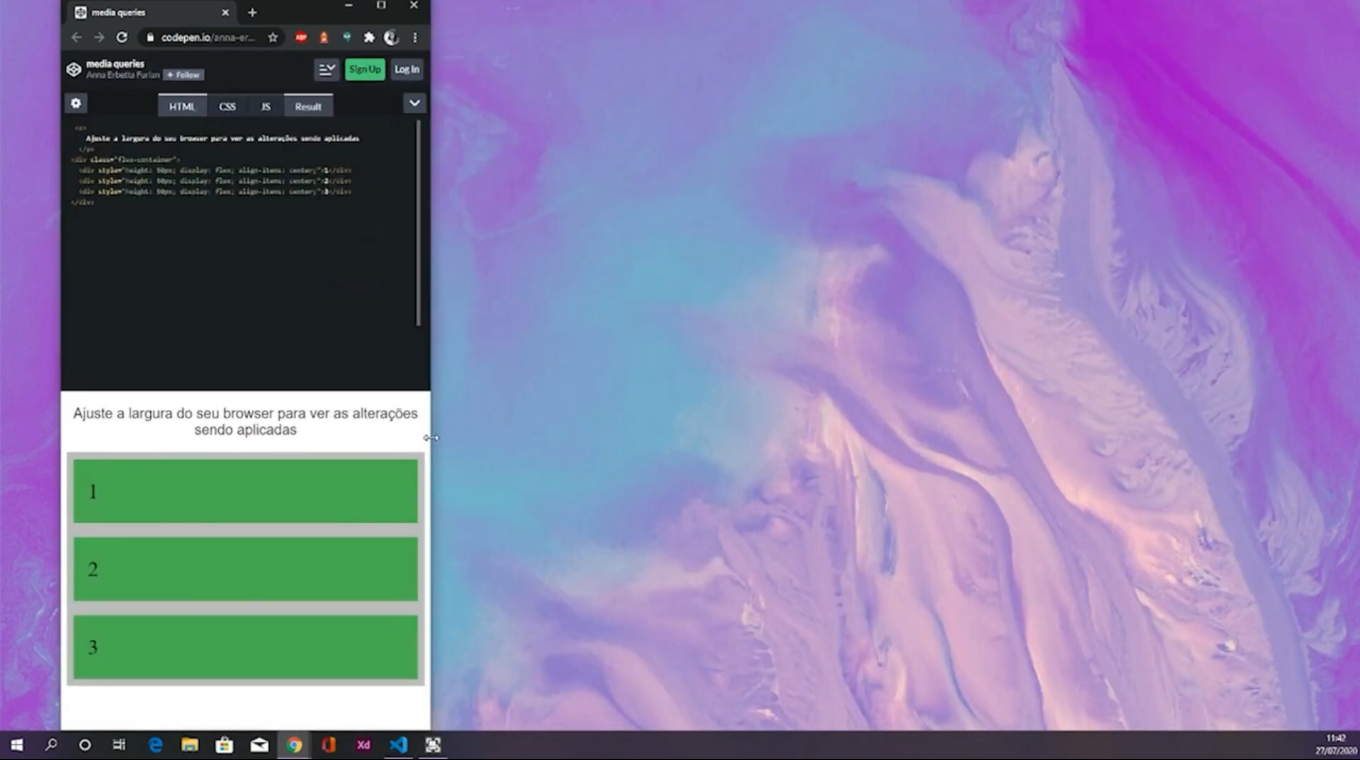 media queries
codepen.io/anna-er...
media queries
Anna Erbetta Furlan + Follow
Sign Up
Log In
HTML CSS JS Result
<p>
Ajuste a largura do seu browser para ver as alterações sendo aplicadas
</p>
<div class="flex-container">
<div style="height: 50px; display: flex; align-items: center;">1</div>
<div style="height: 50px; display: flex; align-items: center;">2</div>
<div style="height: 50px; display: flex; align-items: center;">3</div>
</div>
Ajuste a largura do seu browser para ver as alterações
sendo aplicadas
1
2
3
Xd
11:42
27/07/2020